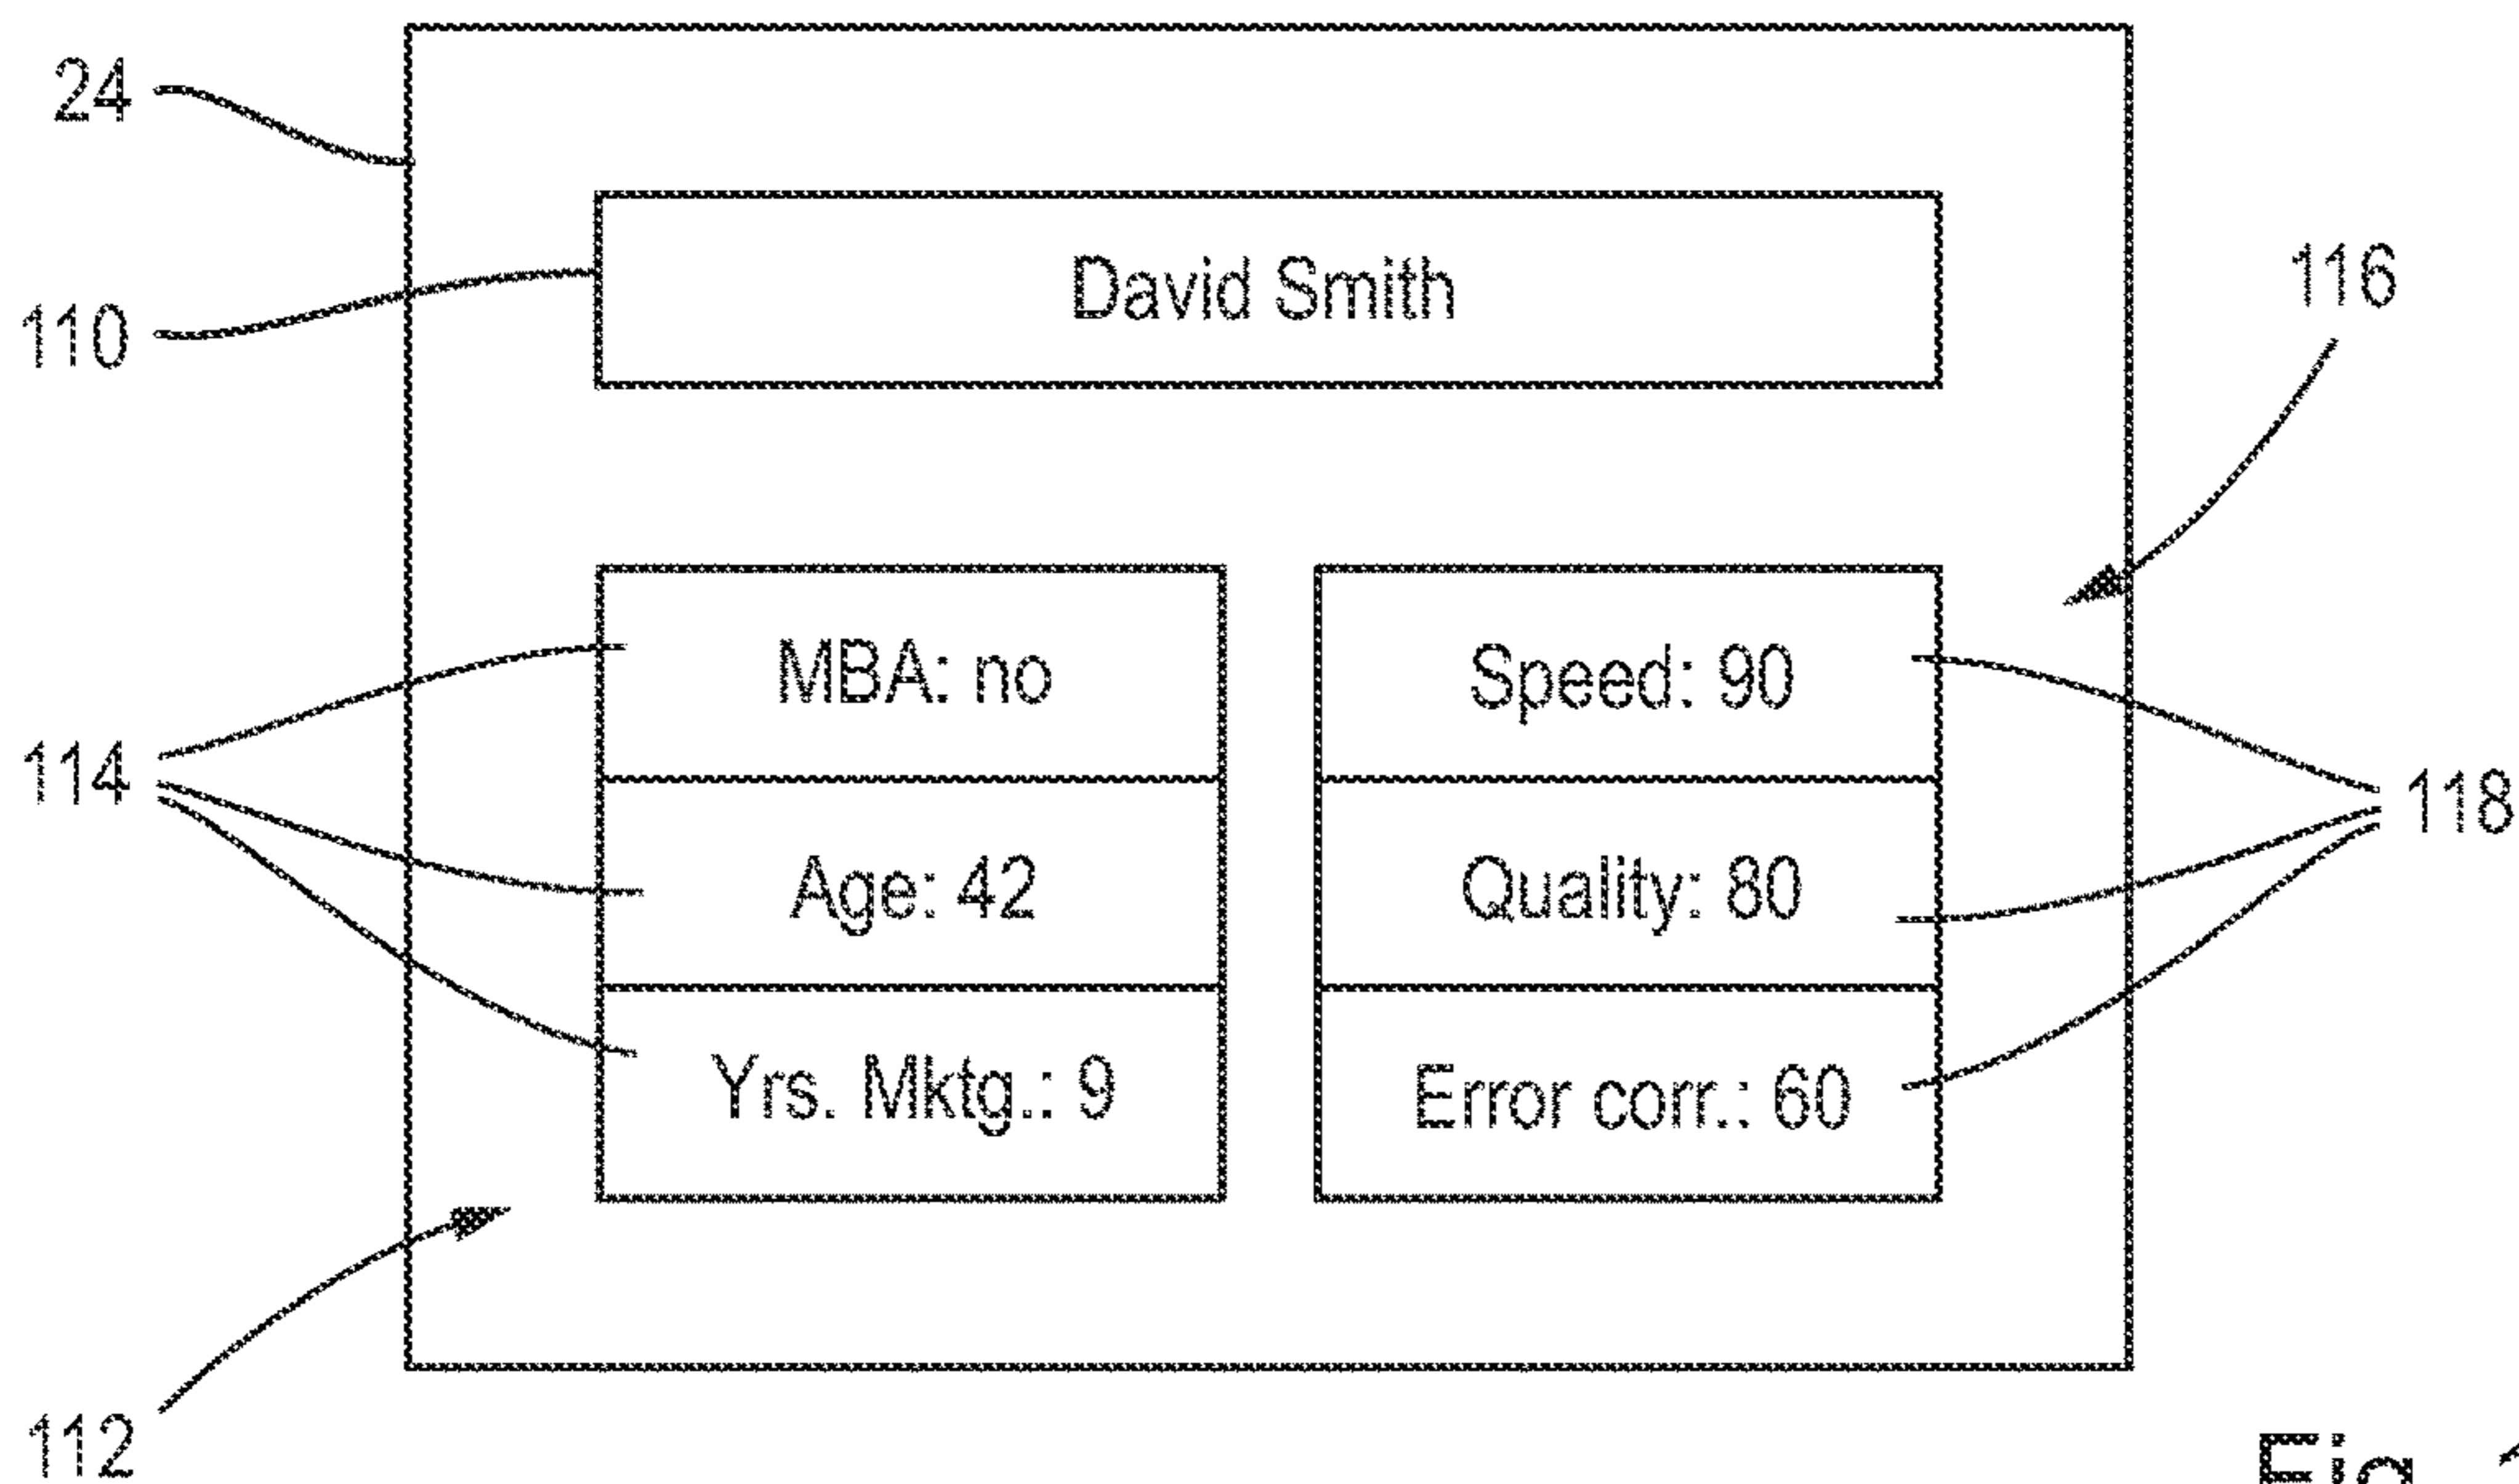 24
David Smith
116
110
MBA: no
Speed: 90
114
118
Age: 42
Quality: 80
Yrs. Mktg.: 9
Error corr.: 60
112
Fig.